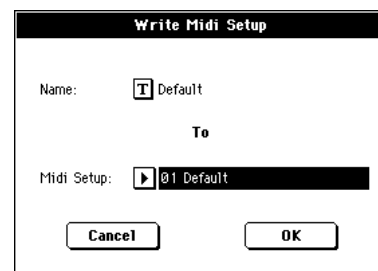 Write Midi Setup
Name: T Default
To
Midi Setup: 01 Default
Cancel OK